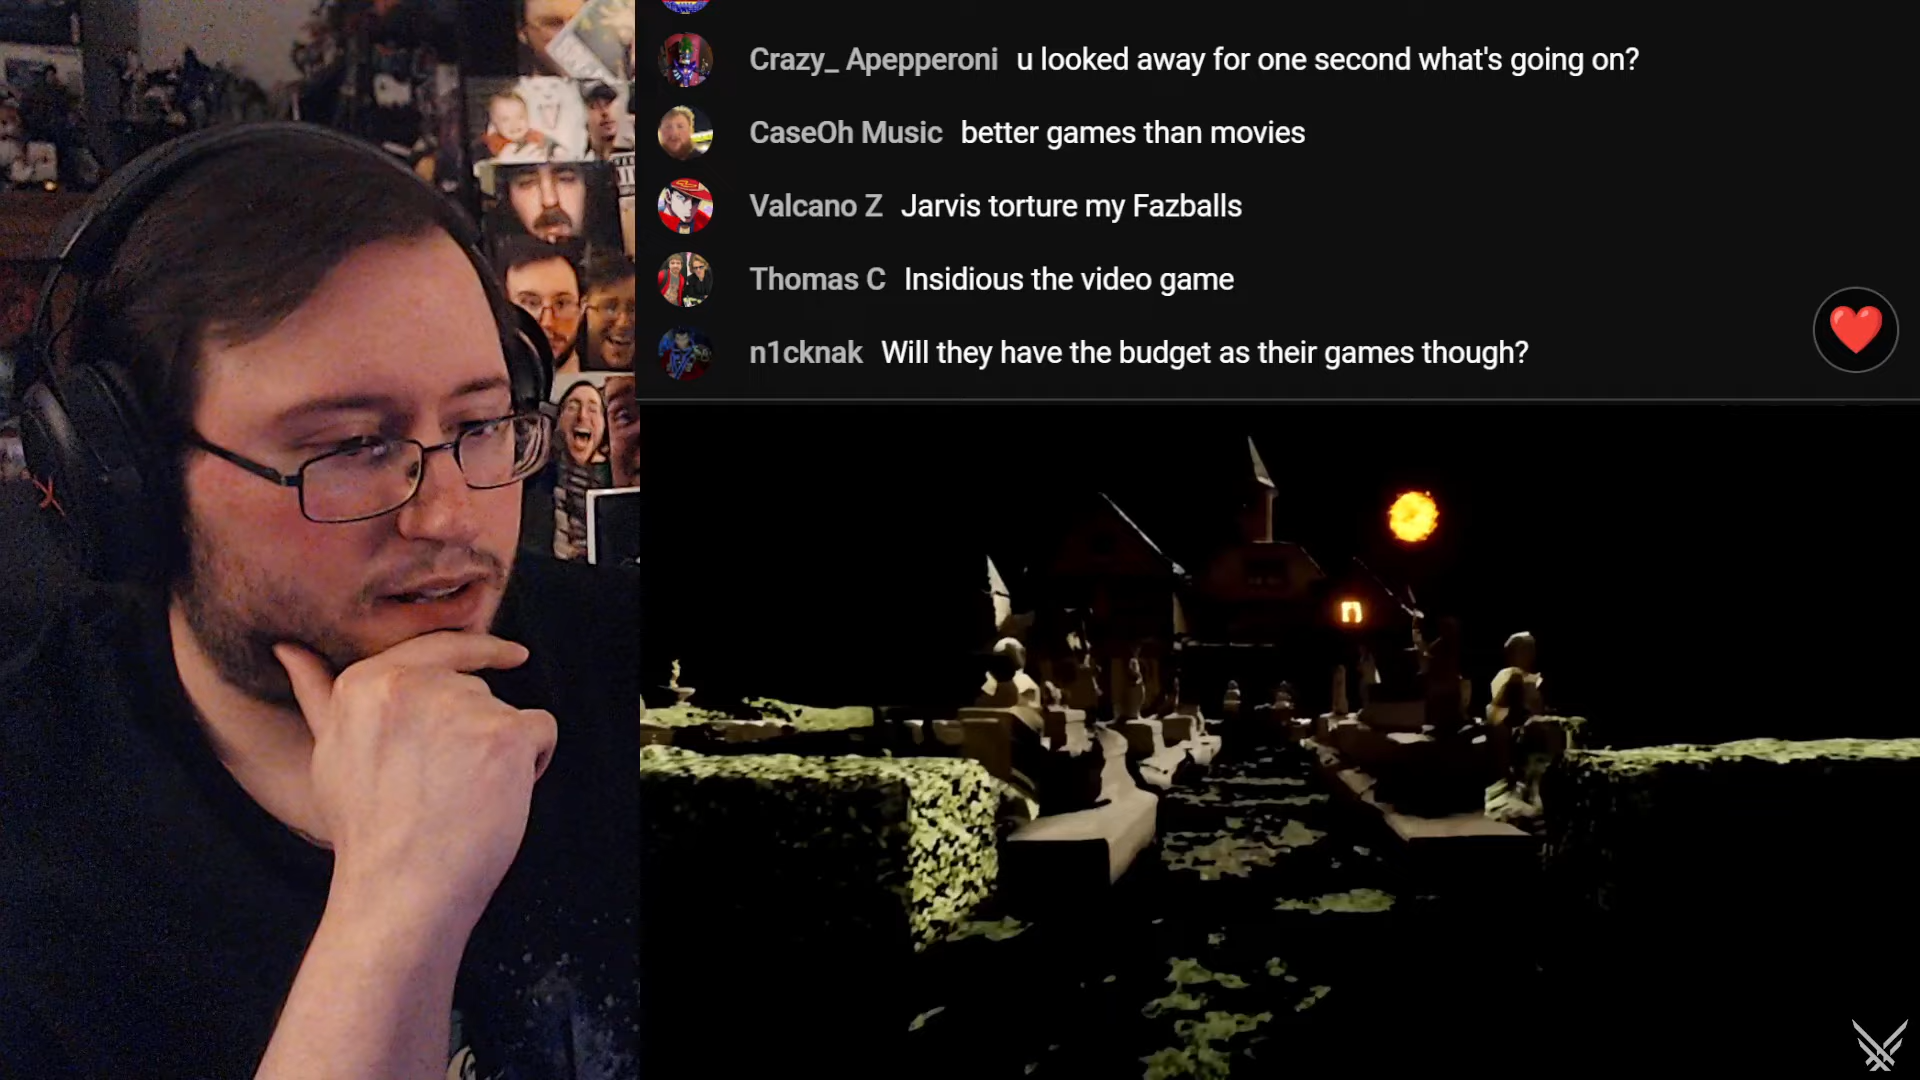 Crazy_ Apepperoni u looked away for one second what's going on?
CaseOh Music better games than movies
Valcano Z Jarvis torture my Fazballs
Thomas C Insidious the video game
n1cknak Will they have the budget as their games though?